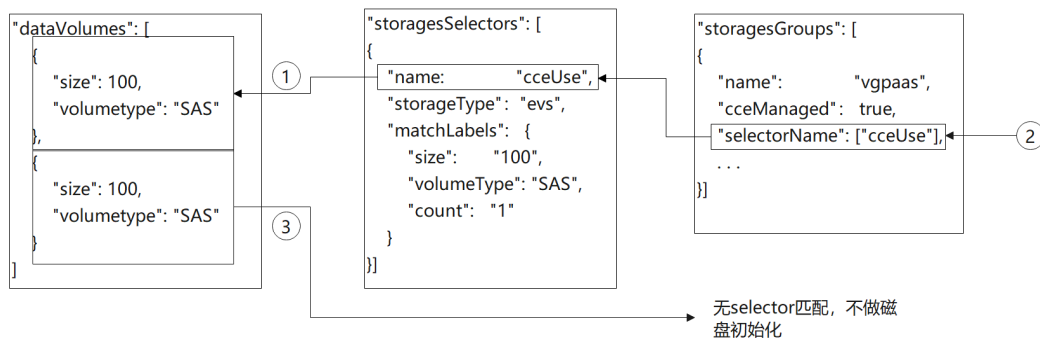 "dataVolumes": [
{
"size": 100,
"volumetype": "SAS"
},
{
"size": 100,
"volumetype": "SAS"
}
]
①
③
"storagesSelectors": [
{
"name: "cceUse",
"storageType": "evs",
"matchLabels": {
"size": "100",
"volumeType": "SAS",
"count": "1"
}
}]
"storagesGroups": [
{
"name": "vgpaas",
"cceManaged": true,
"selectorName": ["cceUse"],
...
}]
②
无selector匹配，不做磁
盘初始化